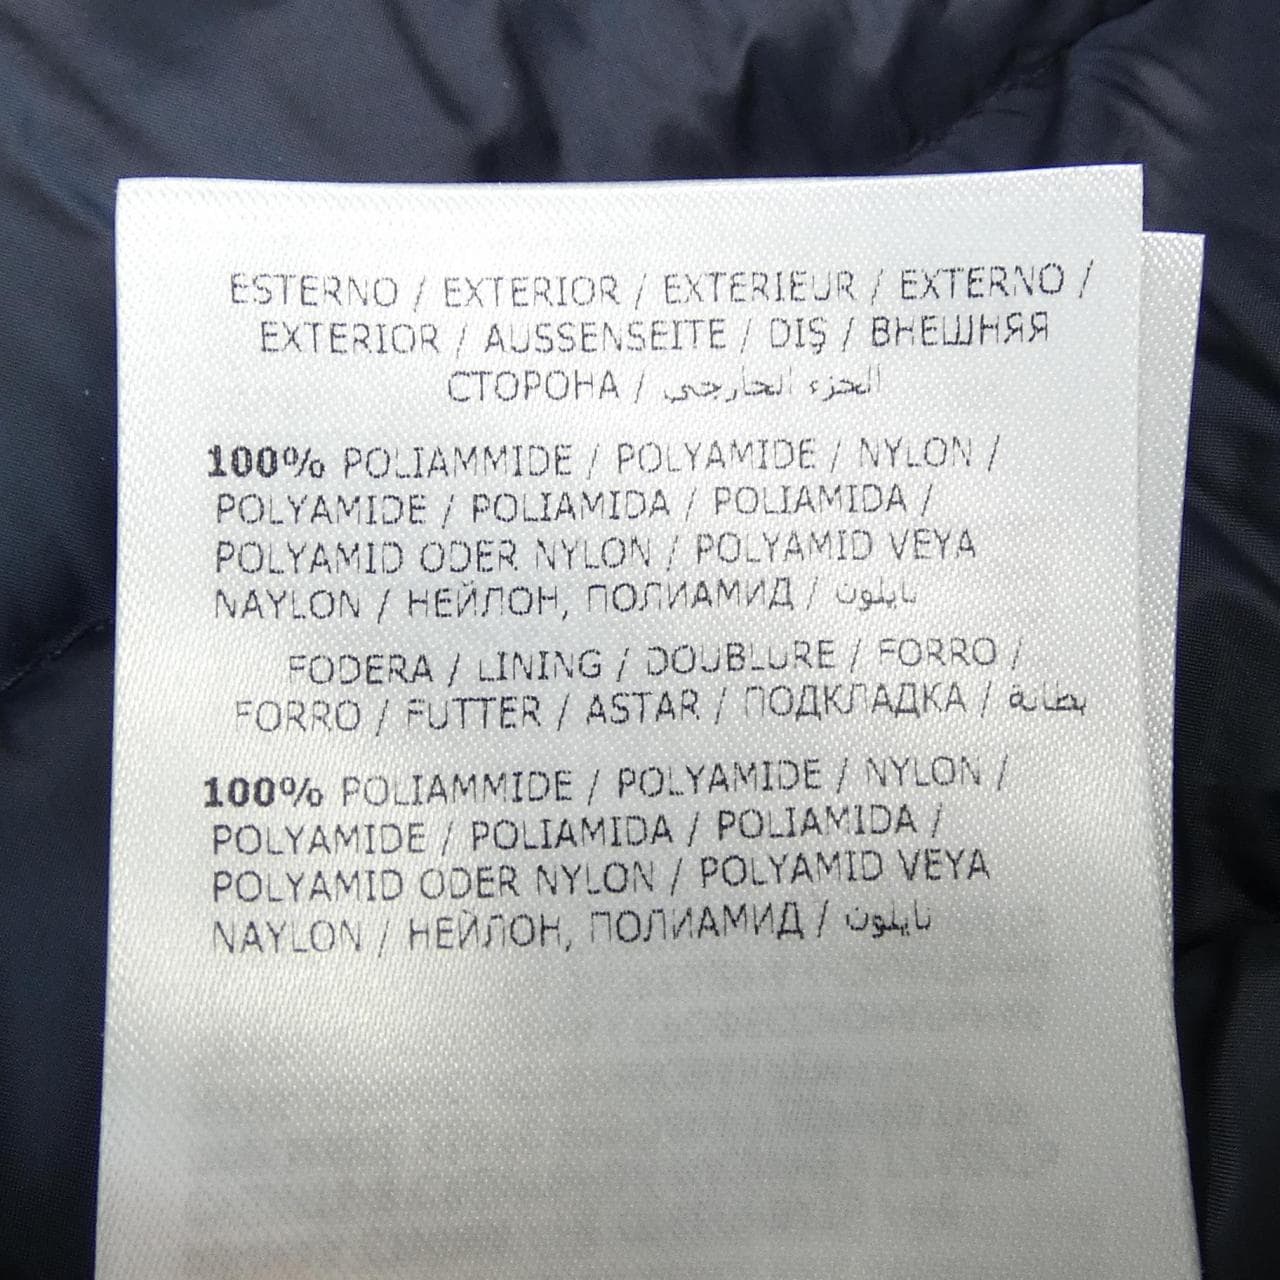 ESTERNO / EXTERIOR / EXTERIEUR / EXTERNO /
EXTERIOR / AUSSENSEITE / DIŞ / ВНЕШНЯЯ
СТОРОНА / الجزء الخارجي
100% POLIAMMIDE / POLYAMIDE / NYLON /
POLYAMIDE / POLIAMIDA / POLIAMIDA /
POLYAMID ODER NYLON / POLYAMID VEYA
NAYLON / НЕЙЛОН, ПОЛИАМИД / نايلون
FODERA / LINING / DOUBLURE / FORRO /
FORRO / FUTTER / ASTAR / ПОДКЛАДКА / بطانة
100% POLIAMMIDE / POLYAMIDE / NYLON /
POLYAMIDE / POLIAMIDA / POLIAMIDA /
POLYAMID ODER NYLON / POLYAMID VEYA
NAYLON / НЕЙЛОН, ПОЛИАМИД / نايلون